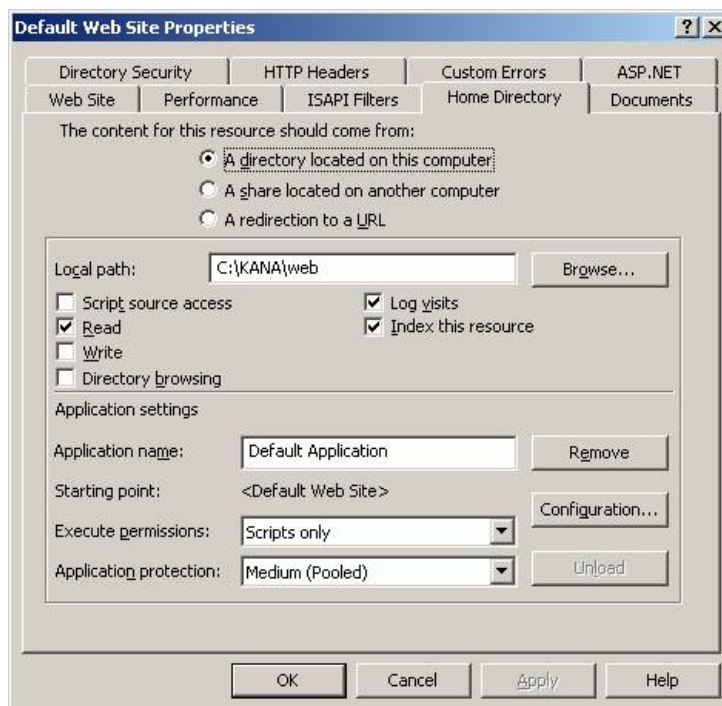 Default Web Site Properties
Directory Security HTTP Headers Custom Errors ASP.NET
Web Site Performance ISAPI Filters Home Directory Documents
The content for this resource should come from:
A directory located on this computer
A share located on another computer
A redirection to a URL
Local path: C:\KANA\web Browse...
Script source access Log visits
Read Index this resource
Write
Directory browsing
Application settings
Application name: Default Application Remove
Starting point: <Default Web Site>
Configuration...
Execute permissions: Scripts only
Application protection: Medium (Pooled) Unload
OK Cancel Apply Help